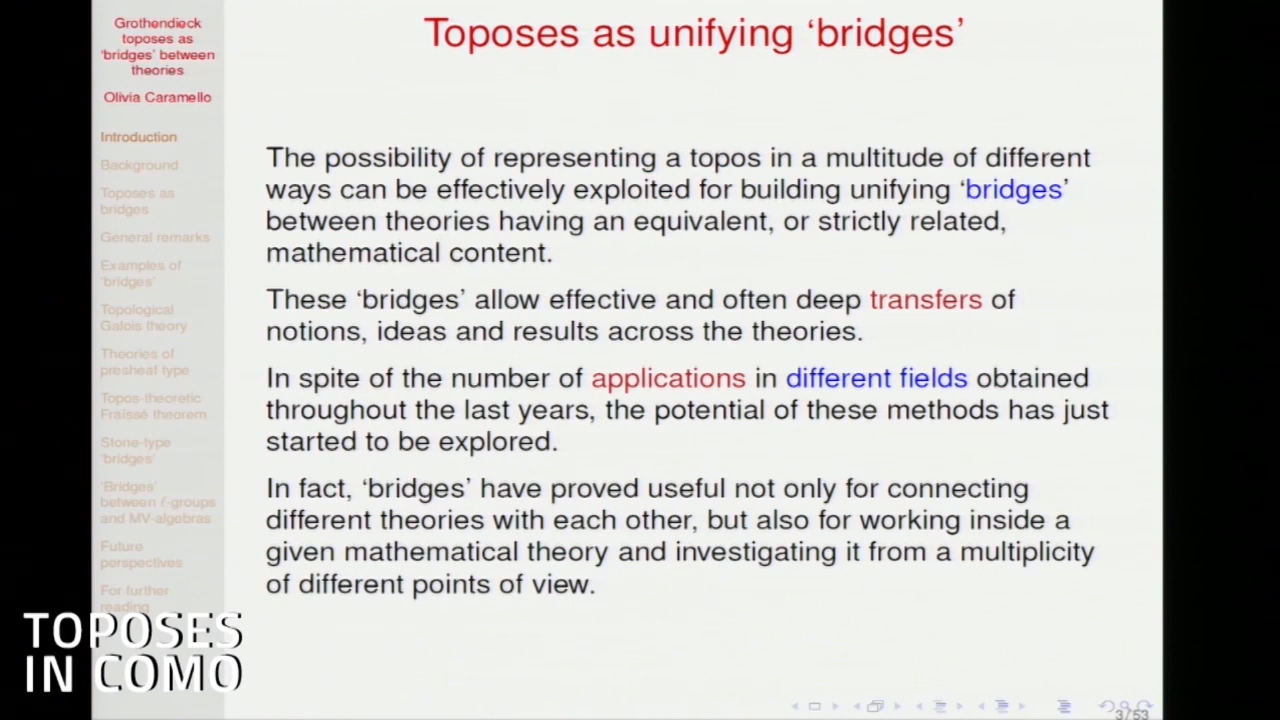 Grothendieck
toposes as
‘bridges’ between
theories
Olivia Caramello
Introduction
Background
Toposes as
bridges
General remarks
Examples of
‘bridges’
Topological
Galois theory
Theories of
presheaf type
Topos-theoretic
Fraïssé theorem
Stone-type
‘bridges’
‘Bridges’
between ℓ-groups
and MV-algebras
Future
perspectives
For further
reading
Toposes as unifying ‘bridges’
The possibility of representing a topos in a multitude of different
ways can be effectively exploited for building unifying ‘bridges’
between theories having an equivalent, or strictly related,
mathematical content.
These ‘bridges’ allow effective and often deep transfers of
notions, ideas and results across the theories.
In spite of the number of applications in different fields obtained
throughout the last years, the potential of these methods has just
started to be explored.
In fact, ‘bridges’ have proved useful not only for connecting
different theories with each other, but also for working inside a
given mathematical theory and investigating it from a multiplicity
of different points of view.
TOPOSES
IN COMO
3/53